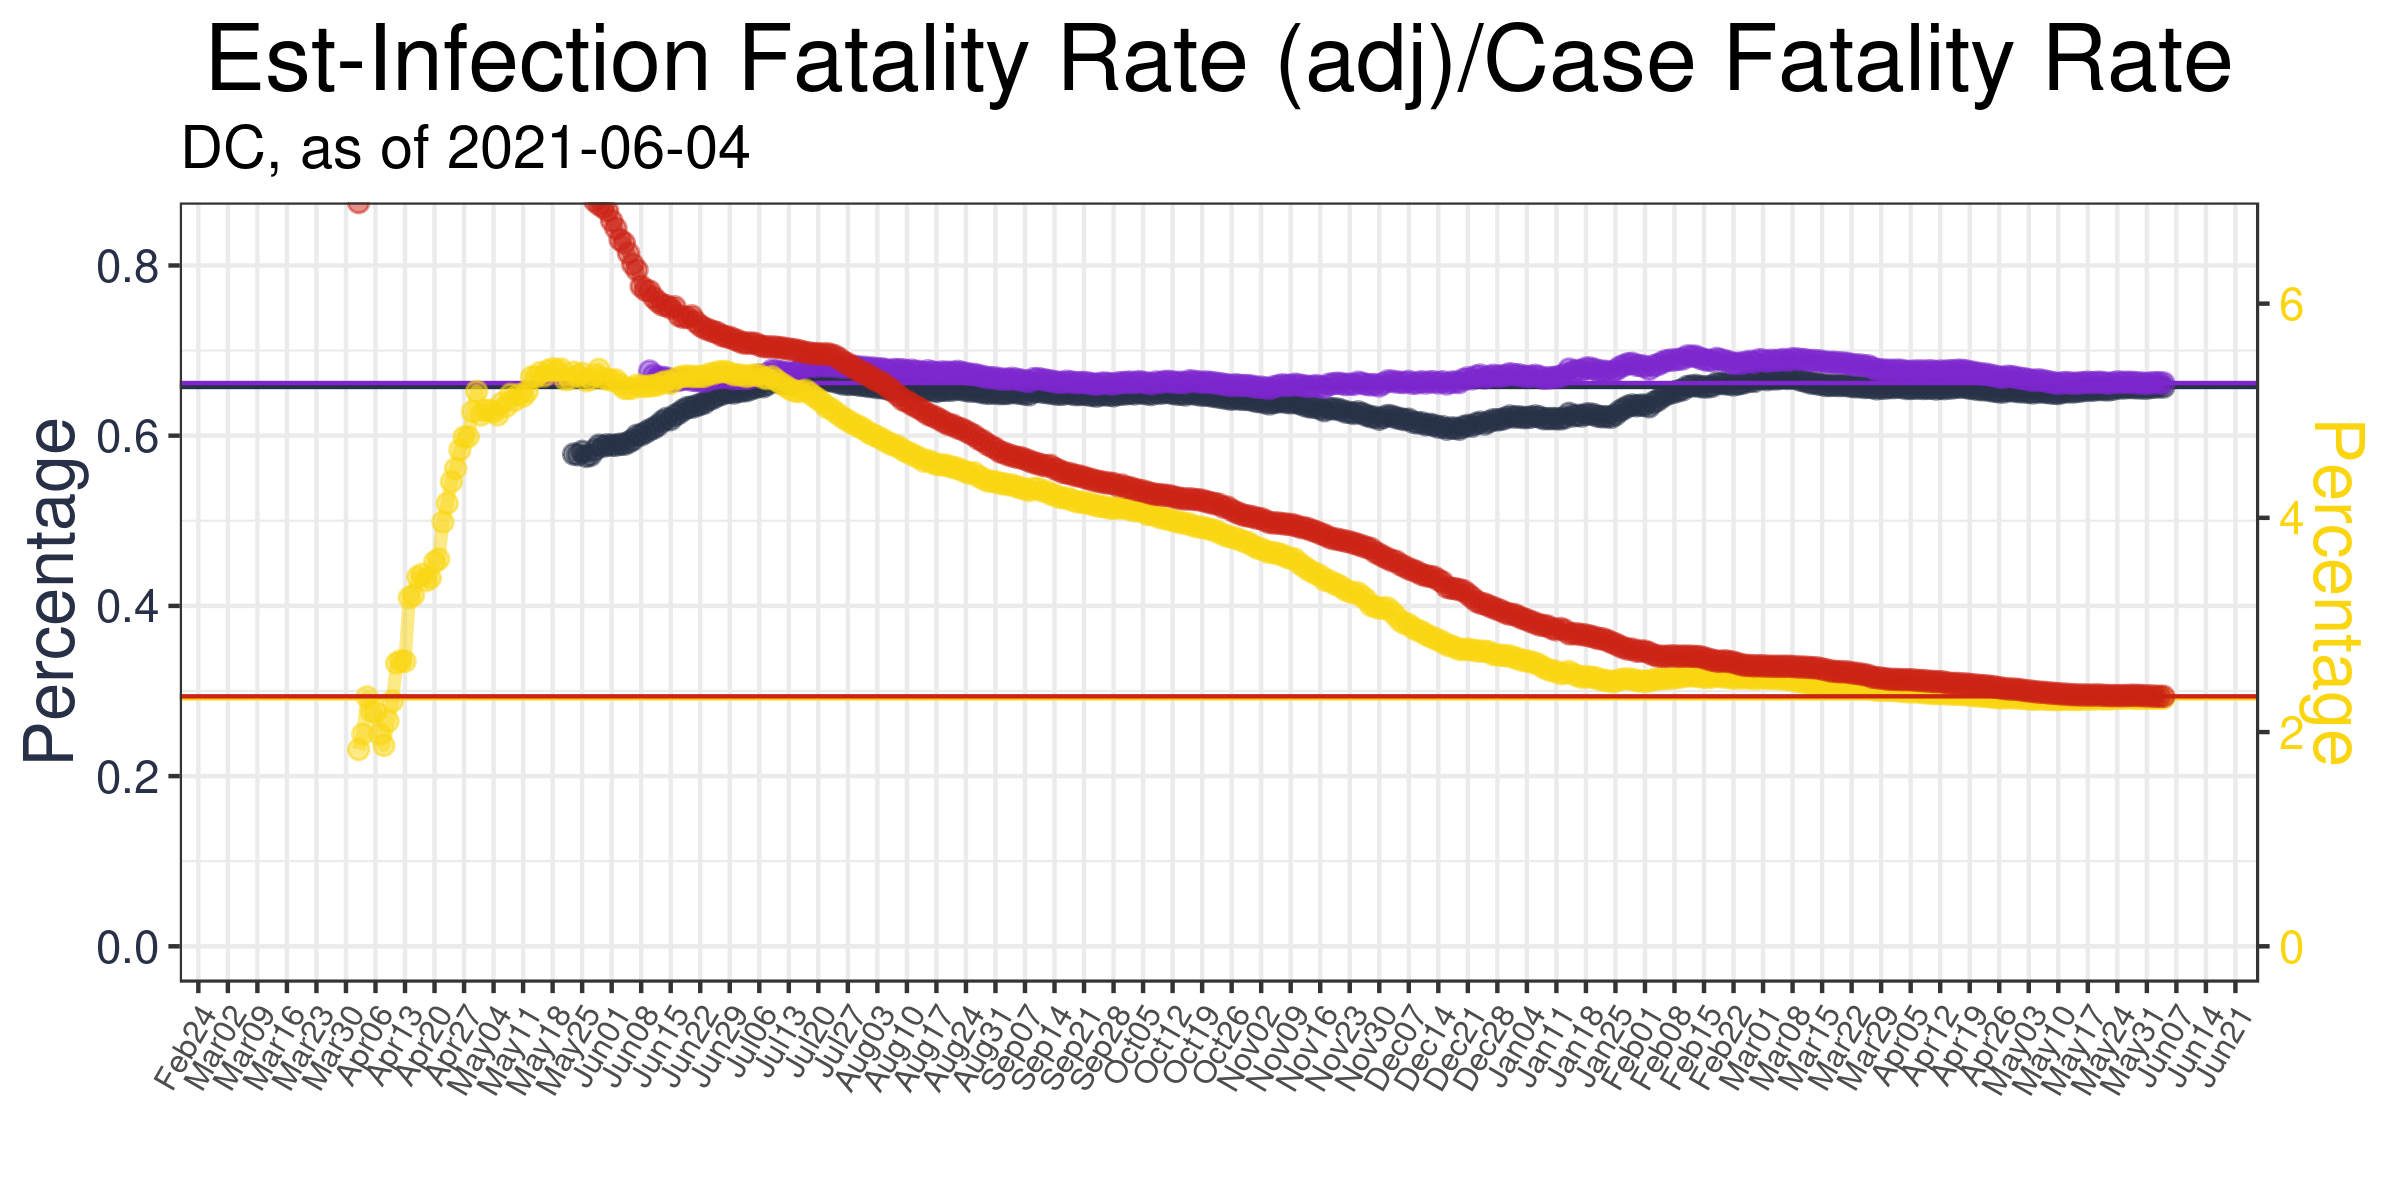 Est-Infection Fatality Rate (adj)/Case Fatality Rate
DC, as of 2021-06-04
Percentage
0.8
0.6
0.4
0.2
0.0
6
4
2
0
Percentage
Feb24
Mar02
Mar09
Mar16
Mar23
Mar30
Apr06
Apr13
Apr20
Apr27
May04
May11
May18
May25
Jun01
Jun08
Jun15
Jun22
Jun29
Jul06
Jul13
Jul20
Jul27
Aug03
Aug10
Aug17
Aug24
Aug31
Sep07
Sep14
Sep21
Sep28
Oct05
Oct12
Oct19
Oct26
Nov02
Nov09
Nov16
Nov23
Nov30
Dec07
Dec14
Dec21
Dec28
Jan04
Jan11
Jan18
Jan25
Feb01
Feb08
Feb15
Feb22
Mar01
Mar08
Mar15
Mar22
Mar29
Apr05
Apr12
Apr19
Apr26
May03
May10
May17
May24
May31
Jun07
Jun14
Jun21